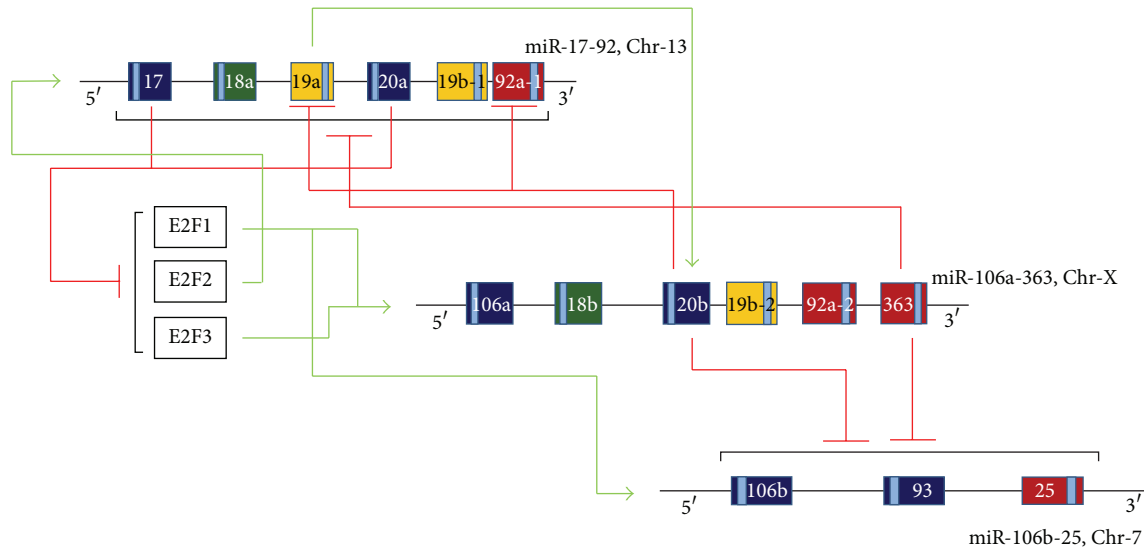 miR-17-92, Chr-13
17 18a 19a 20a 19b-1 92a-1
5′ 3′
E2F1
E2F2
E2F3
miR-106a-363, Chr-X
106a 18b 20b 19b-2 92a-2 363
5′ 3′
106b 93 25
5′ 3′
miR-106b-25, Chr-7